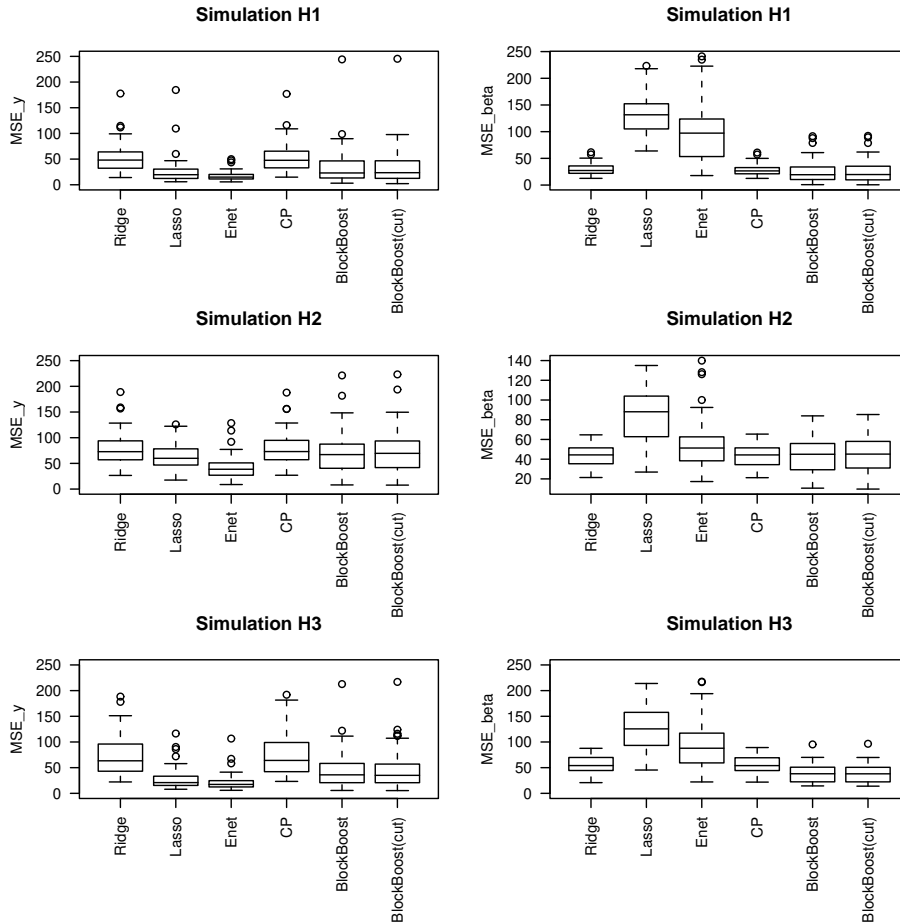 Simulation H1
MSE_y
250
200
150
100
50
0
Ridge
Lasso
Enet
CP
BlockBoost
BlockBoost(cut)
Simulation H1
MSE_beta
250
200
150
100
50
0
Ridge
Lasso
Enet
CP
BlockBoost
BlockBoost(cut)
Simulation H2
MSE_y
250
200
150
100
50
0
Ridge
Lasso
Enet
CP
BlockBoost
BlockBoost(cut)
Simulation H2
MSE_beta
140
120
100
80
60
40
20
Ridge
Lasso
Enet
CP
BlockBoost
BlockBoost(cut)
Simulation H3
MSE_y
250
200
150
100
50
0
Ridge
Lasso
Enet
CP
BlockBoost
BlockBoost(cut)
Simulation H3
MSE_beta
250
200
150
100
50
0
Ridge
Lasso
Enet
CP
BlockBoost
BlockBoost(cut)